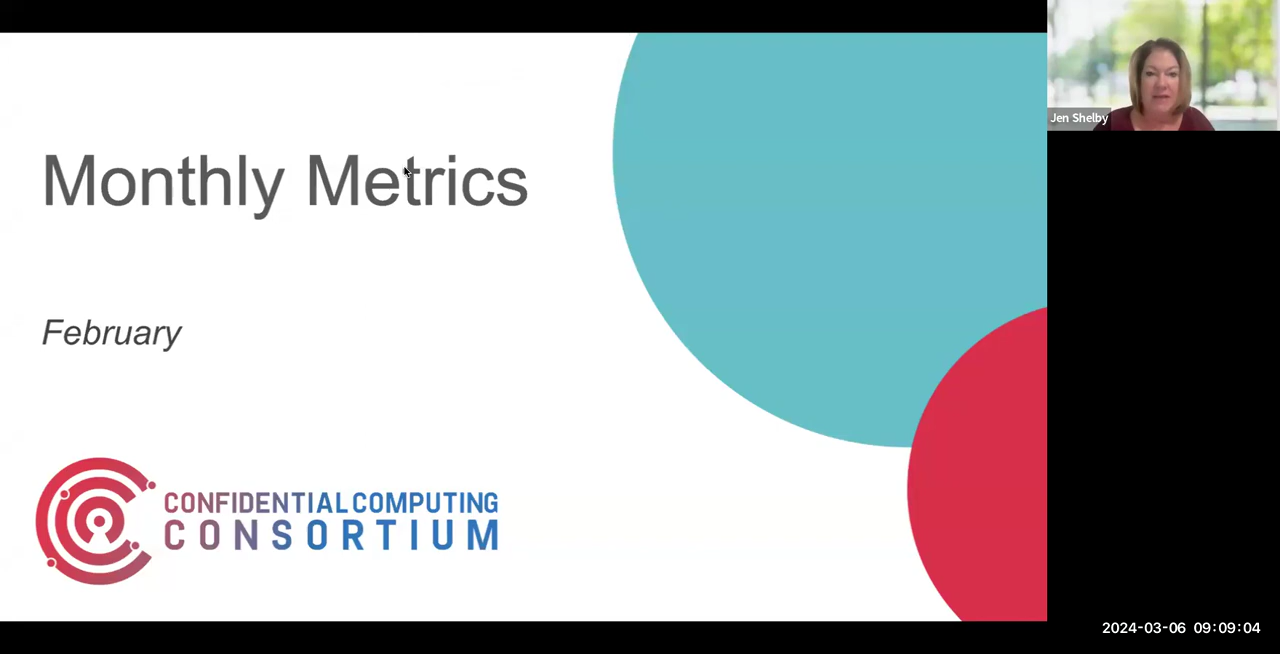 Monthly Metrics
February
CONFIDENTIAL COMPUTING
CONSORTIUM
Jen Shelby
2024-03-06 09:09:04